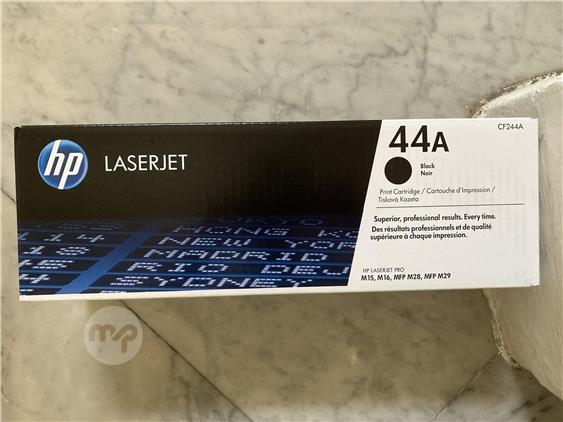 hp
LASERJET
44A
CF244A
Black
Noir
Print Cartridge / Cartouche d'Impression /
Tisková Kazeta
Superior, professional results. Every time.
Des résultats professionnels et de qualité
supérieure à chaque impression.
HP LASERJET PRO
M15, M16, MFP M28, MFP M29
KONG
NEW YOR
MADRID
mp